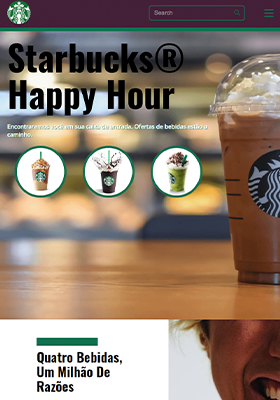 Search
Starbucks®
Happy Hour
Encontraremos você em sua caixa de entrada. Ofertas de bebidas estão a
caminho.
Quatro Bebidas,
Um Milhão De
Razões